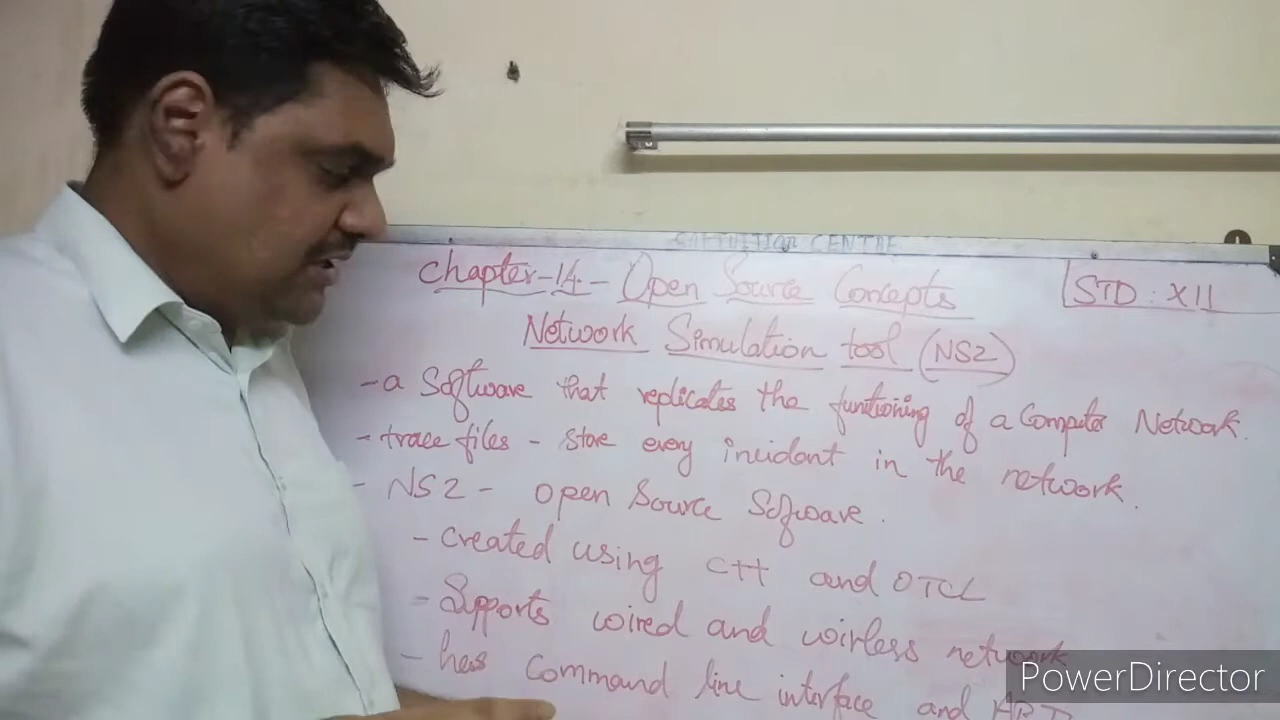 TUITION CENTRE
Chapter-14 - Open Source Concepts
STD : XII
Network Simulation tool (NS2)
- a Software that replicates the functioning of a Computer Network.
- trace files - store every incident in the network.
- NS2 - Open Source Software.
- Created using C++ and OTCL
- Supports wired and wirless network
- has Command line interface and
PowerDirector